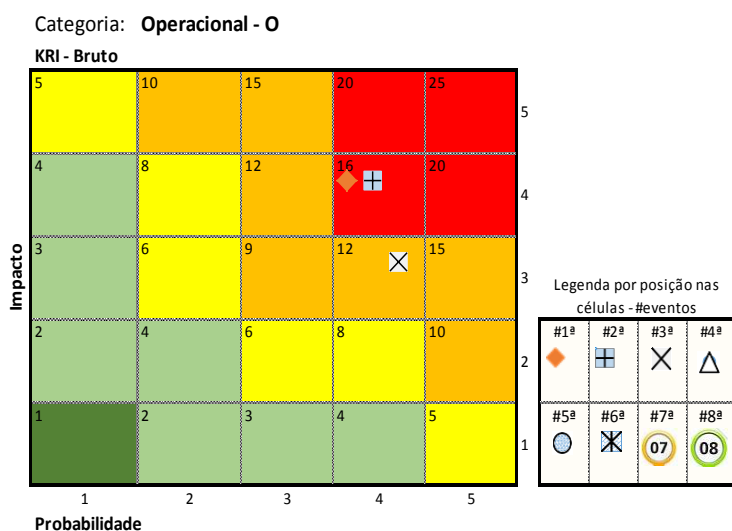 Categoria: Operacional - O
KRI - Bruto
5 10 15 20 25
5
4 8 12 16 20
4
3 6 9 12 15
3
Impacto
2 4 6 8 10
2
1 2 3 4 5
1
1 2 3 4 5
Probabilidade
Legenda por posição nas
células - #eventos
#1ª #2ª #3ª #4ª
#5ª #6ª #7ª #8ª
07 08